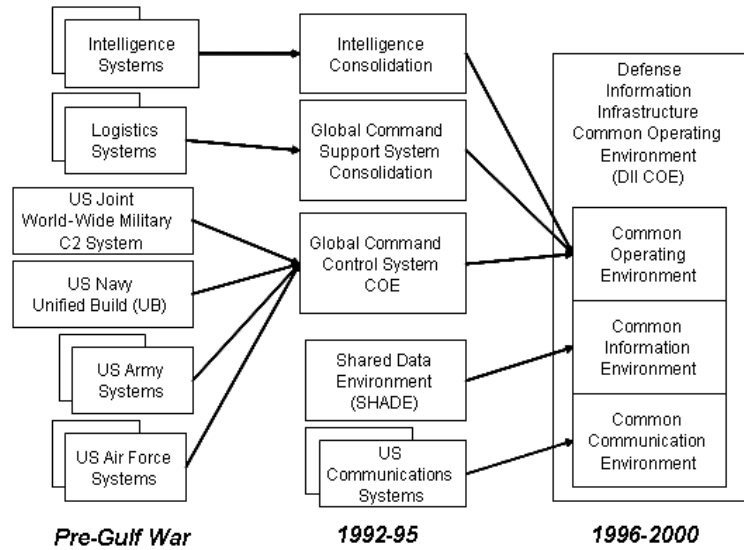 Intelligence
Systems
Logistics
Systems
US Joint
World-Wide Military
C2 System
US Navy
Unified Build (UB)
US Army
Systems
US Air Force
Systems
Pre-Gulf War
Intelligence
Consolidation
Global Command
Support System
Consolidation
Global Command
Control System
COE
Shared Data
Environment
(SHADE)
US
Communications
Systems
1992-95
Defense
Information
Infrastructure
Common Operating
Environment
(DII COE)
Common
Operating
Environment
Common
Information
Environment
Common
Communication
Environment
1996-2000